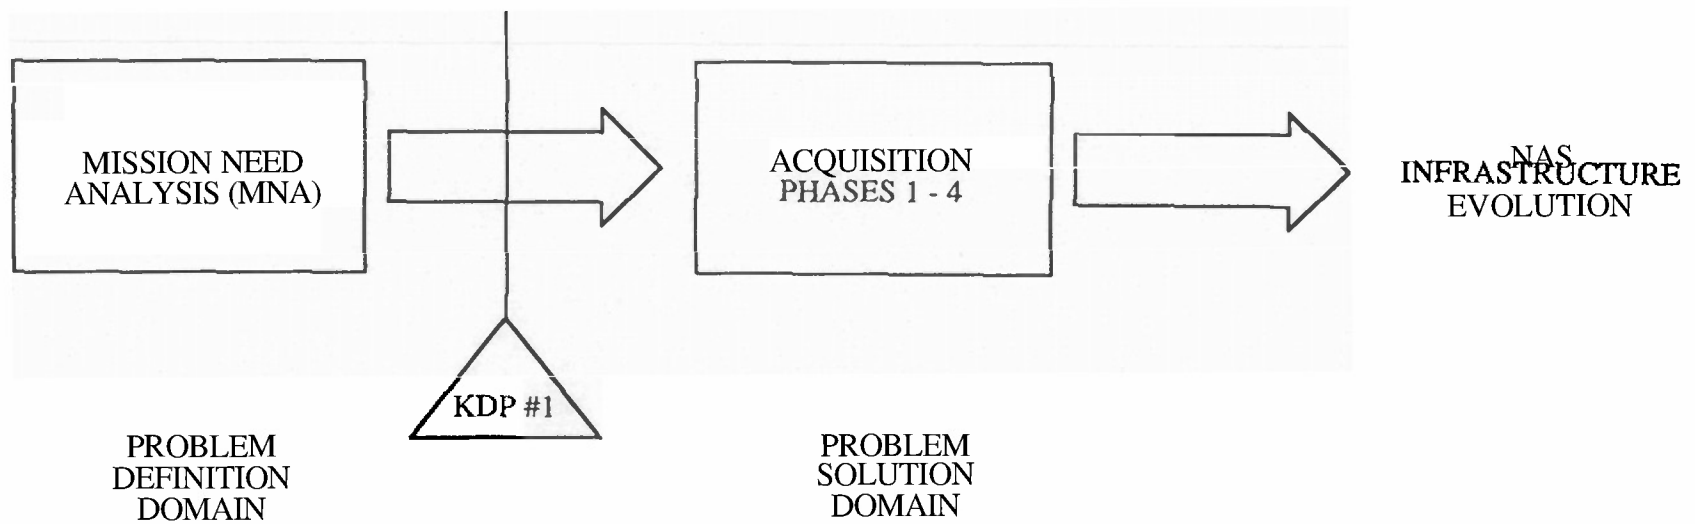 MISSION NEED
ANALYSIS (MNA)
ACQUISITION
PHASES 1 - 4
NAS
INFRASTRUCTURE
EVOLUTION
KDP #1
PROBLEM
DEFINITION
DOMAIN
PROBLEM
SOLUTION
DOMAIN